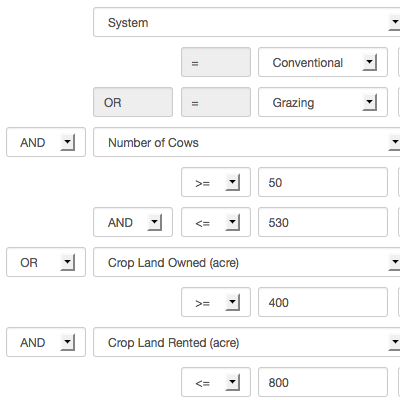 System
= Conventional
OR = Grazing
AND Number of Cows
>= 50
AND <= 530
OR Crop Land Owned (acre)
>= 400
AND Crop Land Rented (acre)
<= 800